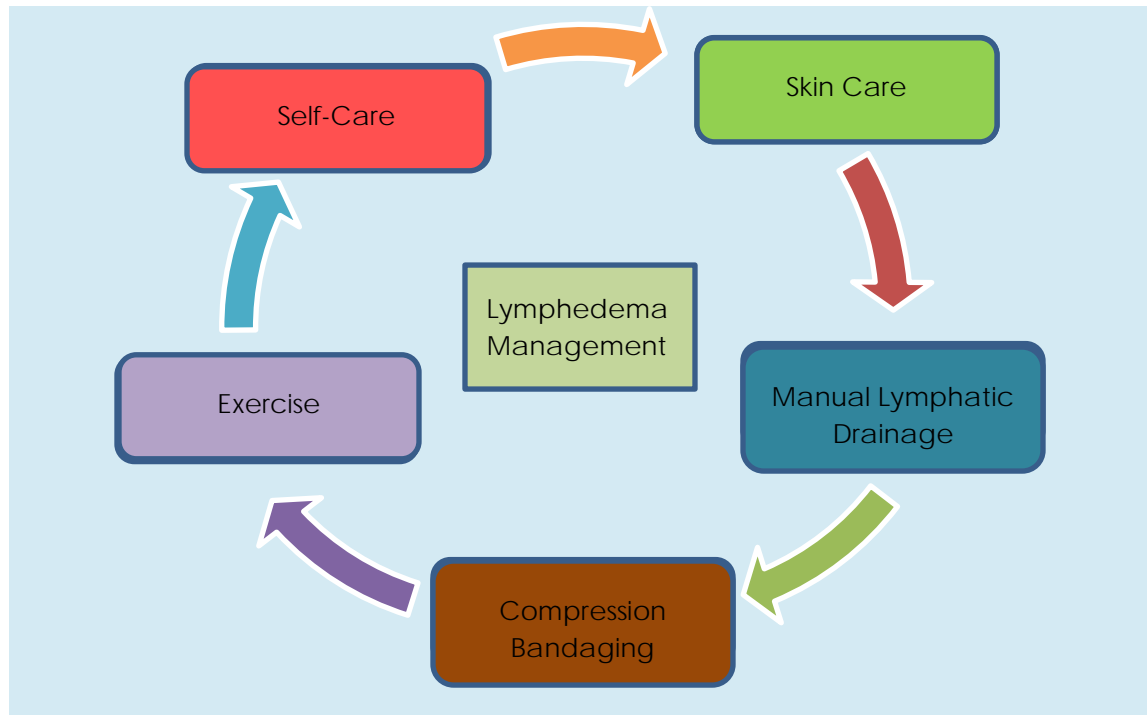 Self-Care
Skin Care
Lymphedema
Management
Exercise
Manual Lymphatic
Drainage
Compression
Bandaging